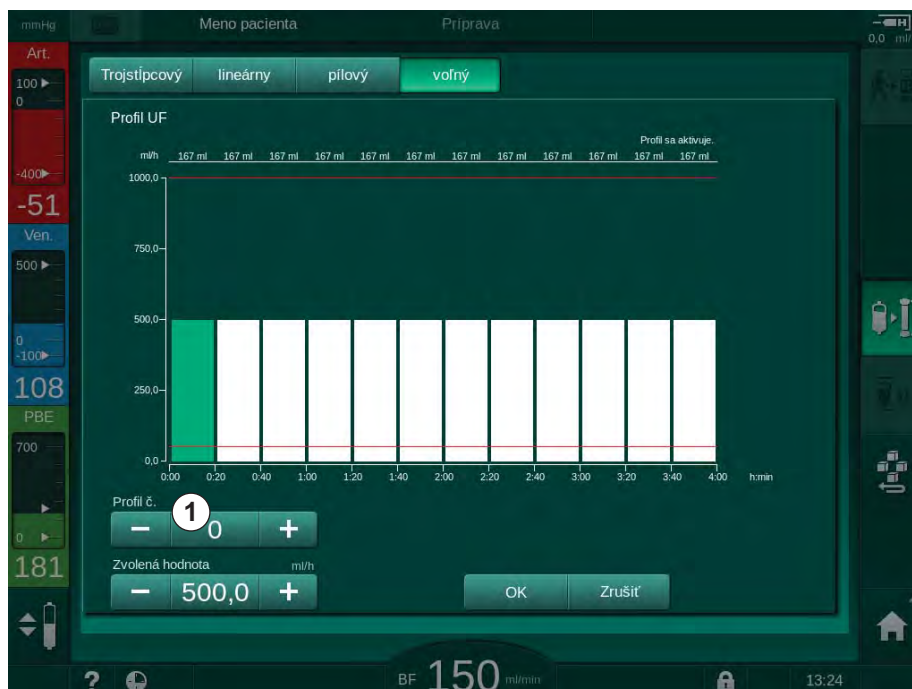 mmHg Meno pacienta Príprava
0,0 ml/
Art.
Trojstĺpcový lineárny pílový voľný
100
0
Profil UF
Profil sa aktivuje.
ml/h 167 ml 167 ml 167 ml 167 ml 167 ml 167 ml 167 ml 167 ml 167 ml 167 ml 167 ml 167 ml
1000,0
-400
-51
Ven.
750,0
500
500,0
0
-100
108
250,0
PBE
700
0,0
0:00 0:20 0:40 1:00 1:20 1:40 2:00 2:20 2:40 3:00 3:20 3:40 4:00 h:min
Profil č.
1
− 0 +
0
181
Zvolená hodnota ml/h
− 500,0 + OK Zrušiť
? BF 150 ml/min 13:24